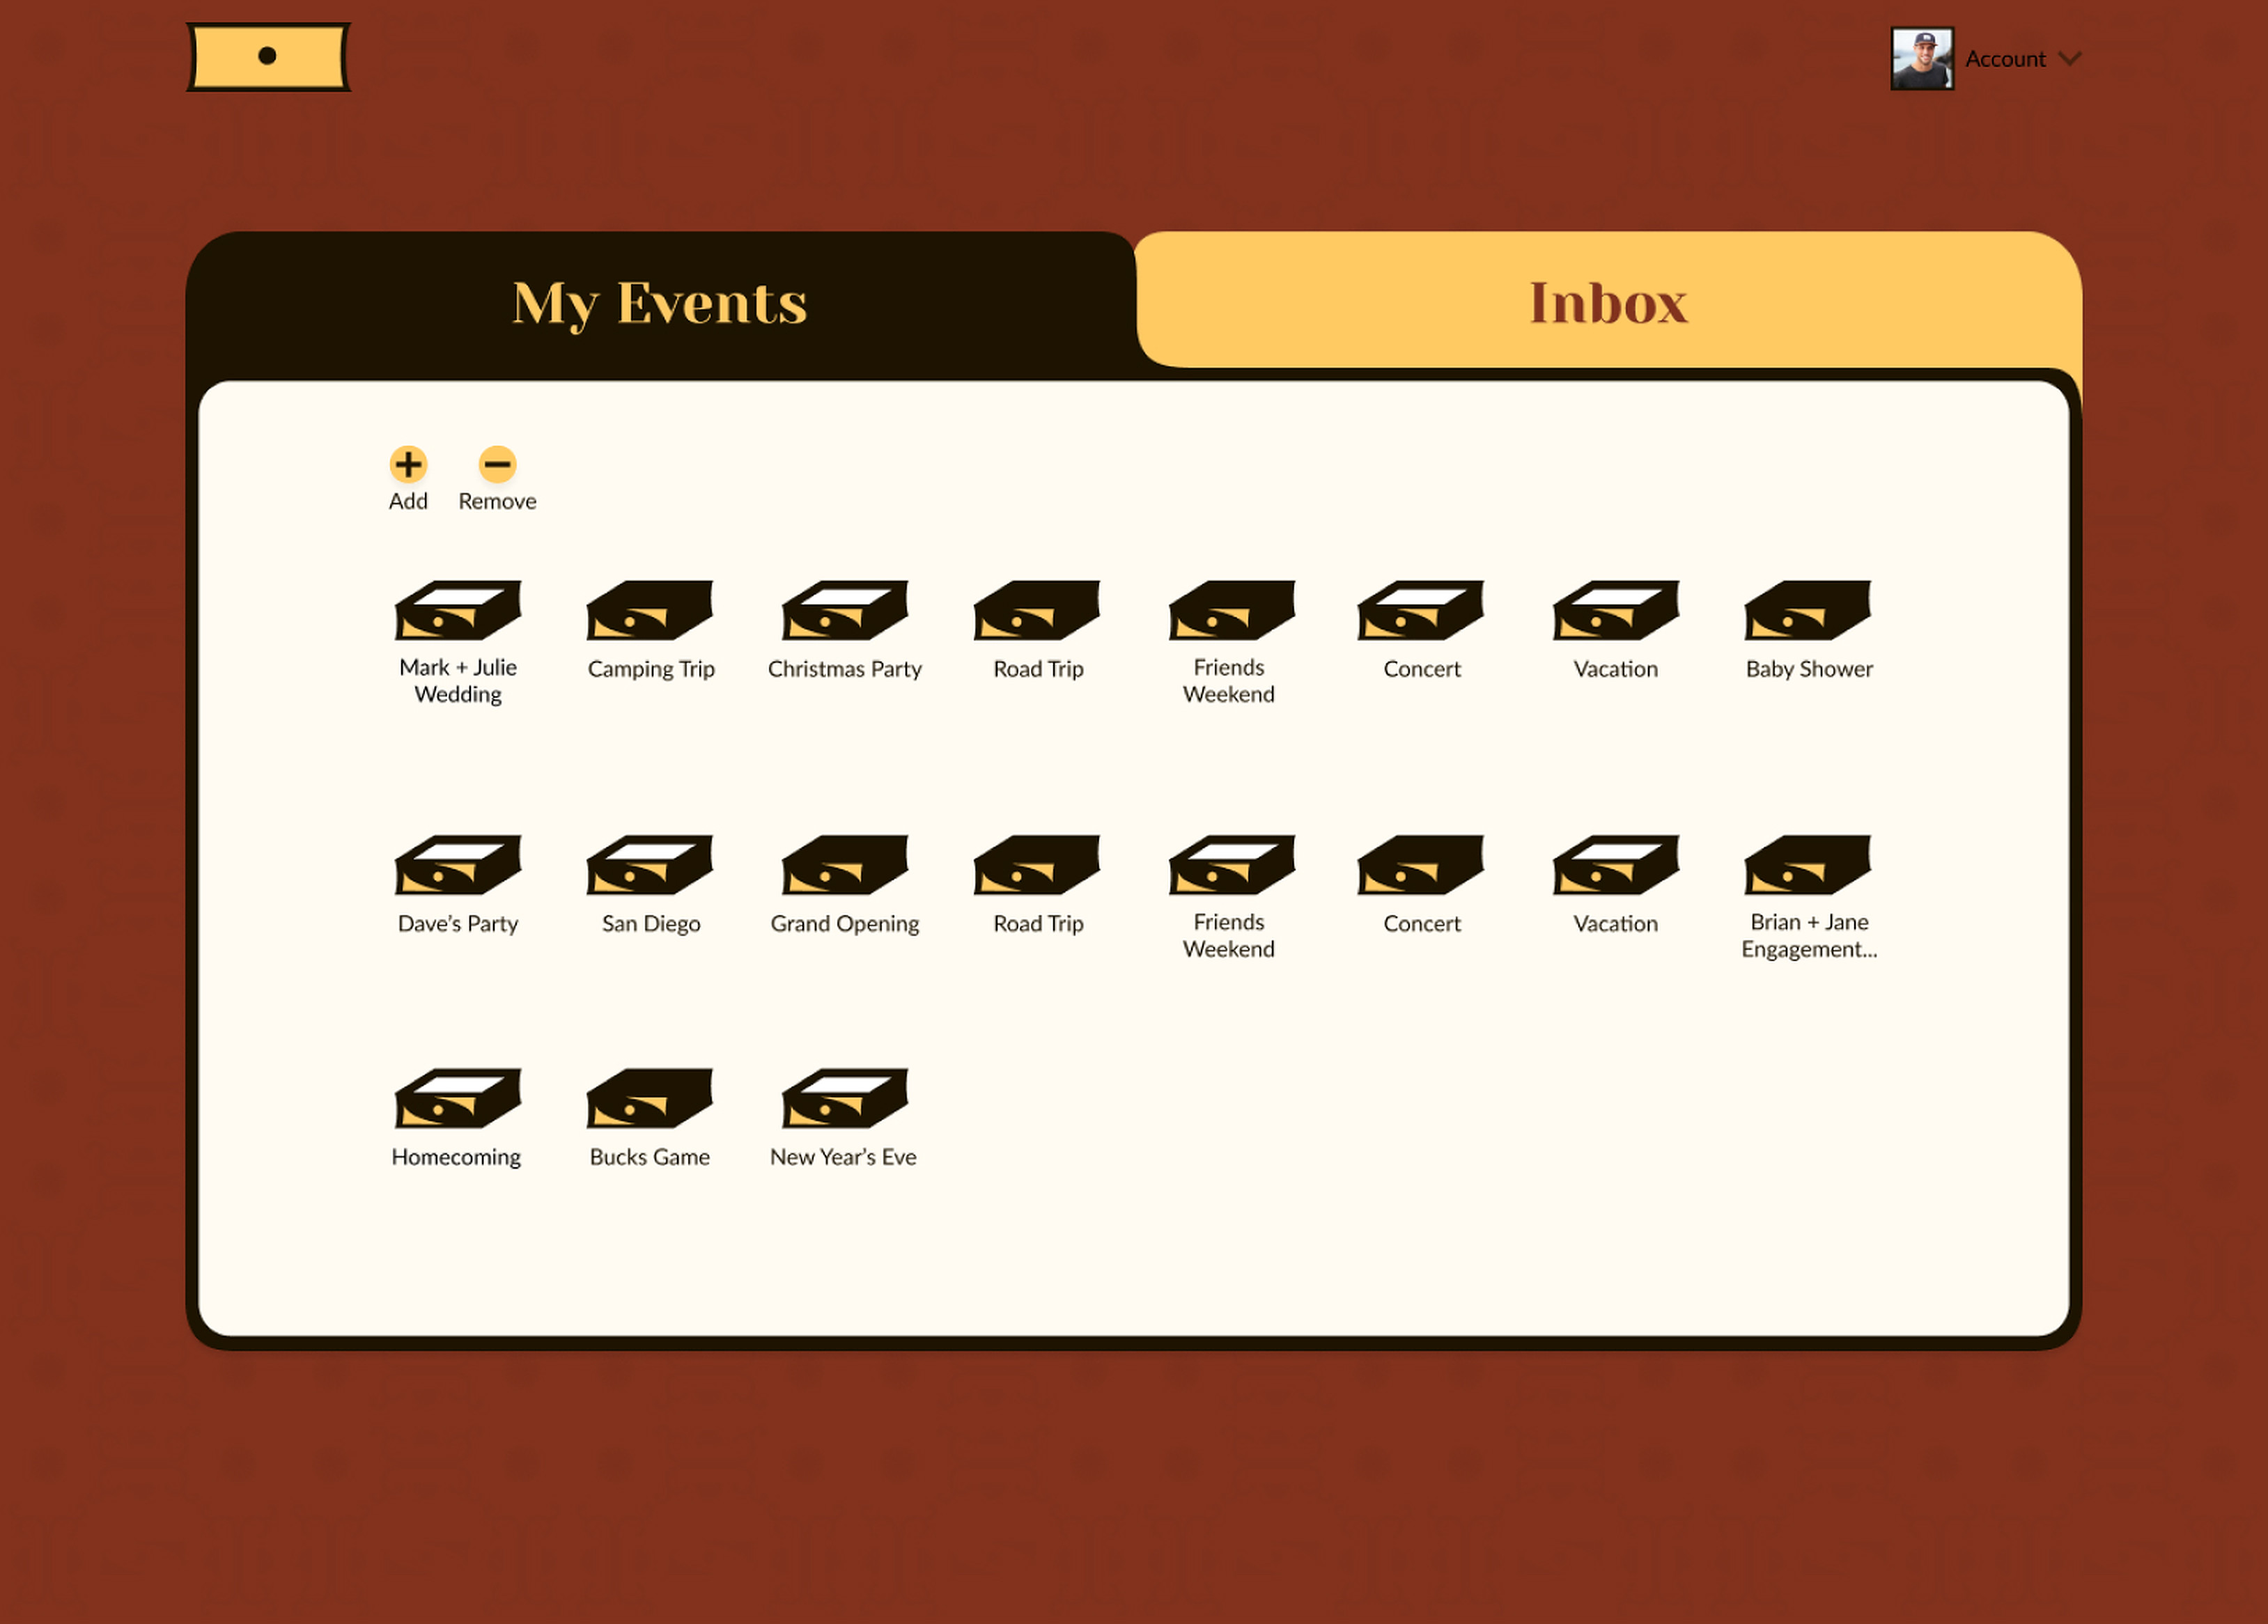 Account
My Events
Inbox
Add
Remove
Mark + Julie
Wedding
Camping Trip
Christmas Party
Road Trip
Friends
Weekend
Concert
Vacation
Baby Shower
Dave’s Party
San Diego
Grand Opening
Road Trip
Friends
Weekend
Concert
Vacation
Brian + Jane
Engagement...
Homecoming
Bucks Game
New Year’s Eve